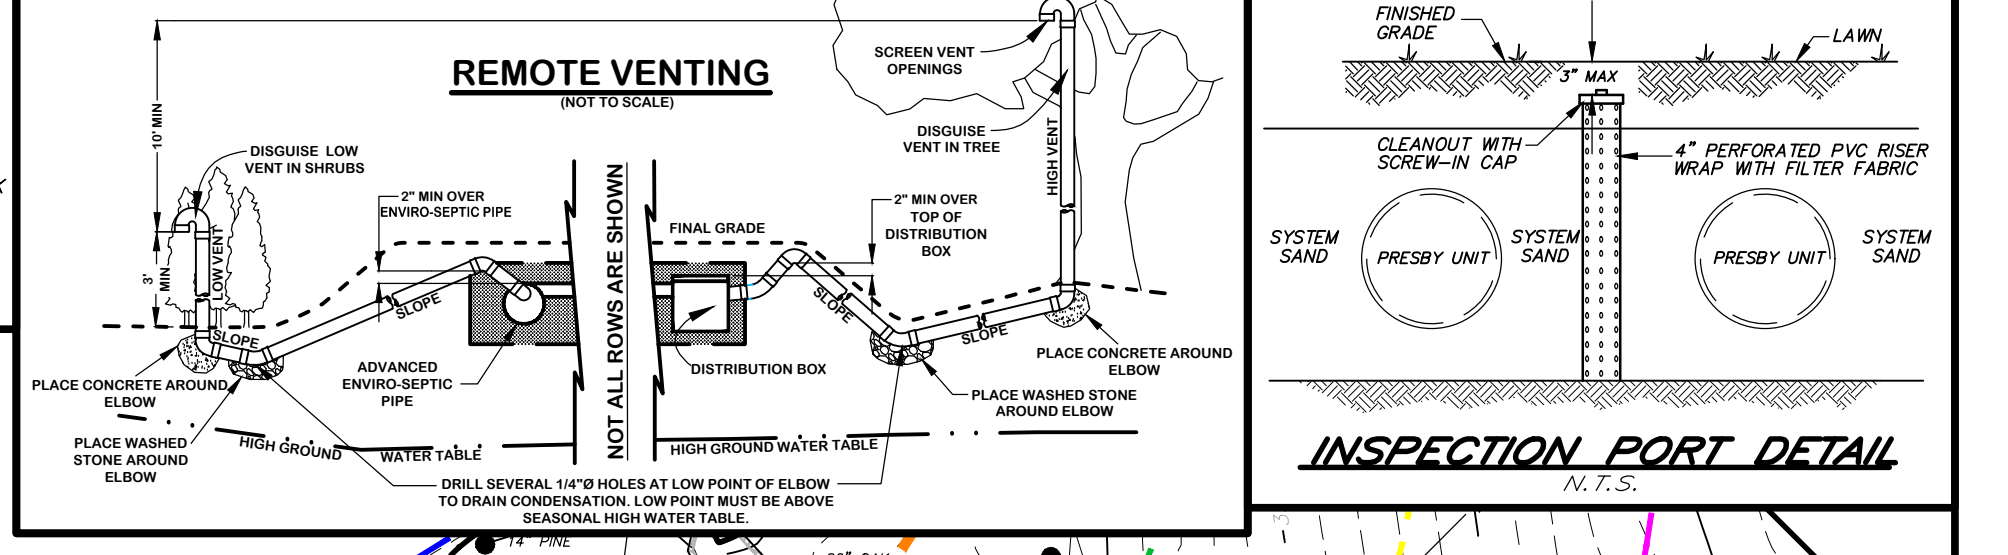 REMOTE VENTING
(NOT TO SCALE)
10' MIN
3'
MIN
DISGUISE LOW
VENT IN SHRUBS
LOW VENT
2" MIN OVER
ENVIRO-SEPTIC PIPE
SLOPE
SLOPE
PLACE CONCRETE AROUND
ELBOW
PLACE WASHED
STONE AROUND
ELBOW
ADVANCED
ENVIRO-SEPTIC
PIPE
HIGH GROUND
WATER TABLE
NOT ALL ROWS ARE SHOWN
FINAL GRADE
SCREEN VENT
OPENINGS
DISGUISE
VENT IN TREE
HIGH VENT
2" MIN OVER
TOP OF
DISTRIBUTION
BOX
SLOPE
SLOPE
DISTRIBUTION BOX
PLACE CONCRETE AROUND
ELBOW
PLACE WASHED STONE
AROUND ELBOW
HIGH GROUND WATER TABLE
DRILL SEVERAL 1/4"Ø HOLES AT LOW POINT OF ELBOW
TO DRAIN CONDENSATION. LOW POINT MUST BE ABOVE
SEASONAL HIGH WATER TABLE.
FINISHED
GRADE
LAWN
3" MAX
CLEANOUT WITH
SCREW-IN CAP
4" PERFORATED PVC RISER
WRAP WITH FILTER FABRIC
SYSTEM
SAND
PRESBY UNIT
SYSTEM
SAND
PRESBY UNIT
SYSTEM
SAND
INSPECTION PORT DETAIL
N.T.S.
14" PINE